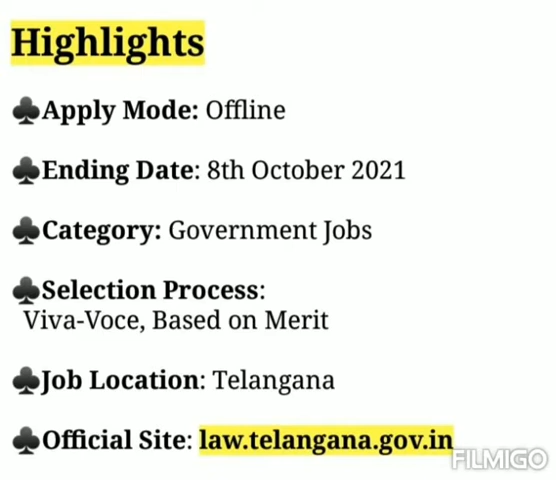 Highlights
♣Apply Mode: Offline
♣Ending Date: 8th October 2021
♣Category: Government Jobs
♣Selection Process:
Viva-Voce, Based on Merit
♣Job Location: Telangana
♣Official Site: law.telangana.gov.in
FILMIGO